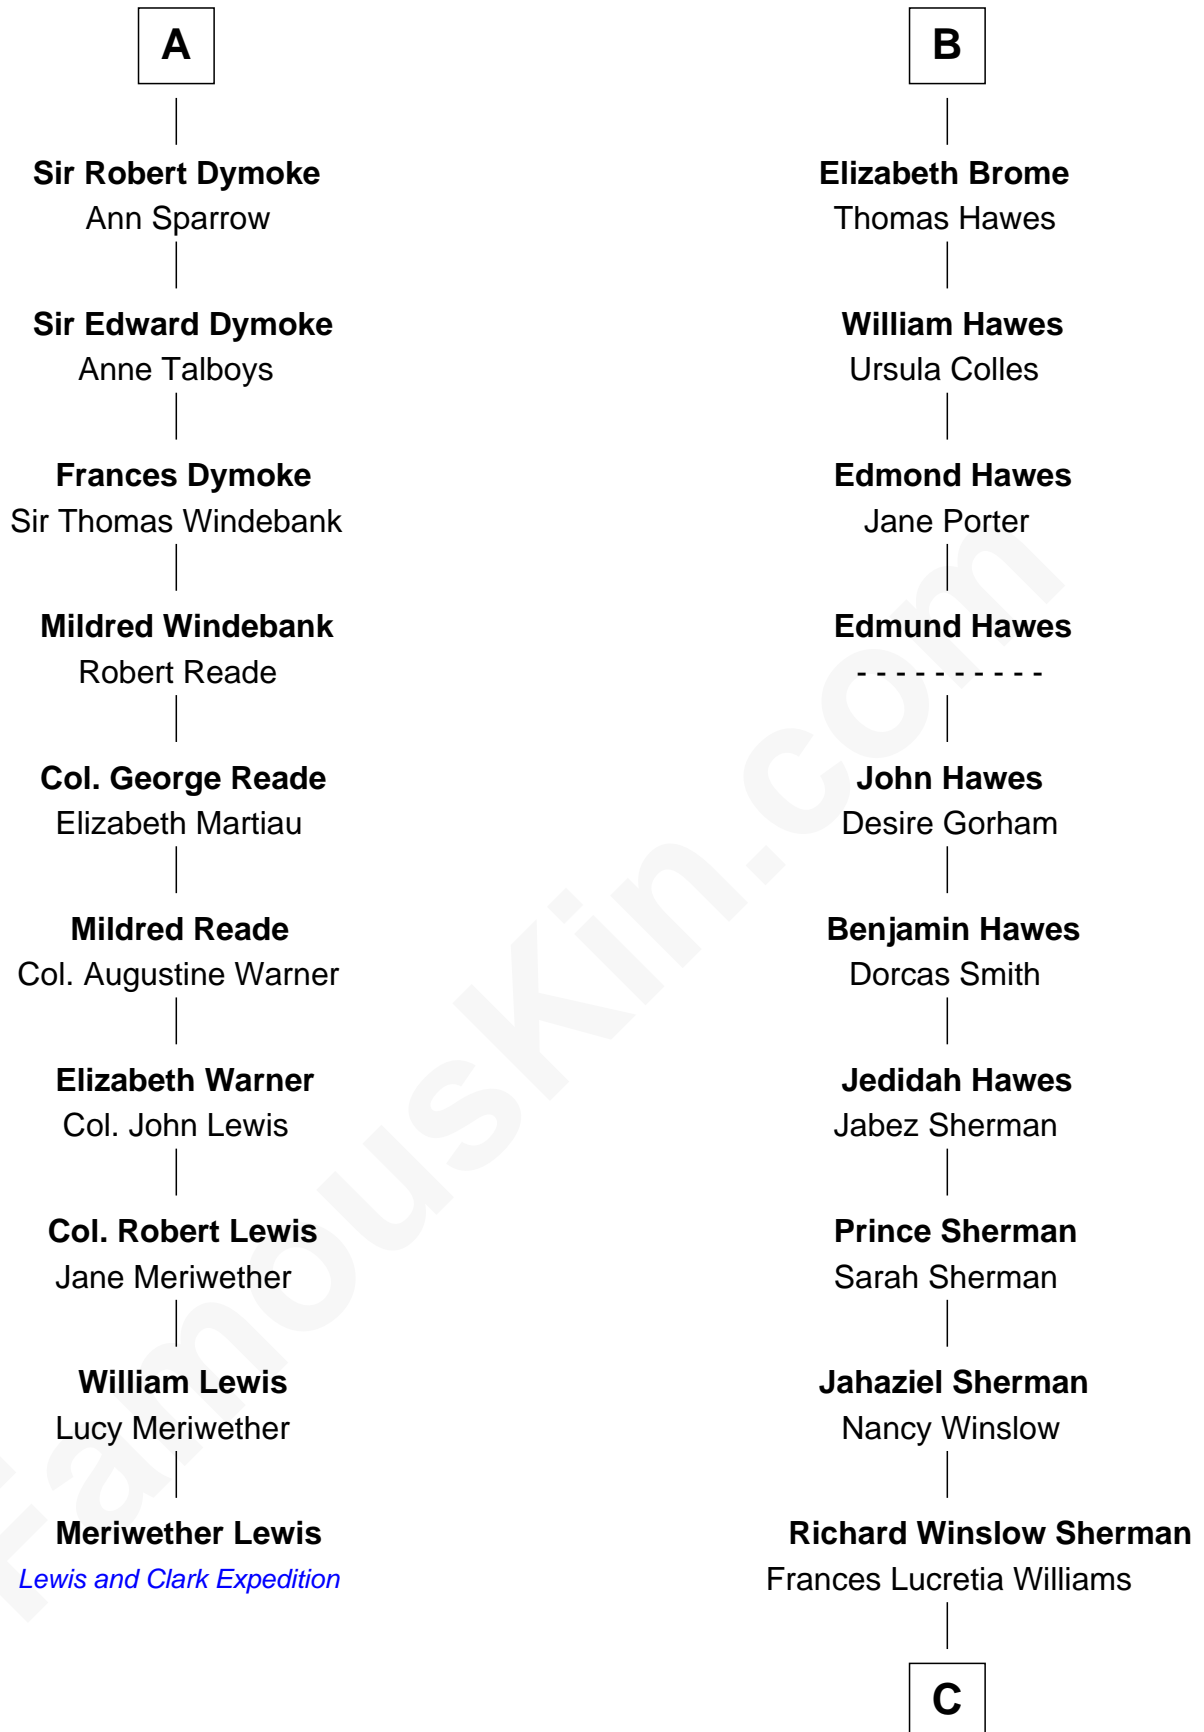 A
Sir Robert Dymoke
Ann Sparrow
Sir Edward Dymoke
Anne Talboys
Frances Dymoke
Sir Thomas Windebank
Mildred Windebank
Robert Reade
Col. George Reade
Elizabeth Martiau
Mildred Reade
Col. Augustine Warner
Elizabeth Warner
Col. John Lewis
Col. Robert Lewis
Jane Meriwether
William Lewis
Lucy Meriwether
Meriwether Lewis
Lewis and Clark Expedition
B
Elizabeth Brome
Thomas Hawes
William Hawes
Ursula Colles
Edmond Hawes
Jane Porter
Edmund Hawes
- - - - - - - - - -
John Hawes
Desire Gorham
Benjamin Hawes
Dorcas Smith
Jedidah Hawes
Jabez Sherman
Prince Sherman
Sarah Sherman
Jahaziel Sherman
Nancy Winslow
Richard Winslow Sherman
Frances Lucretia Williams
C
FamousKin.com